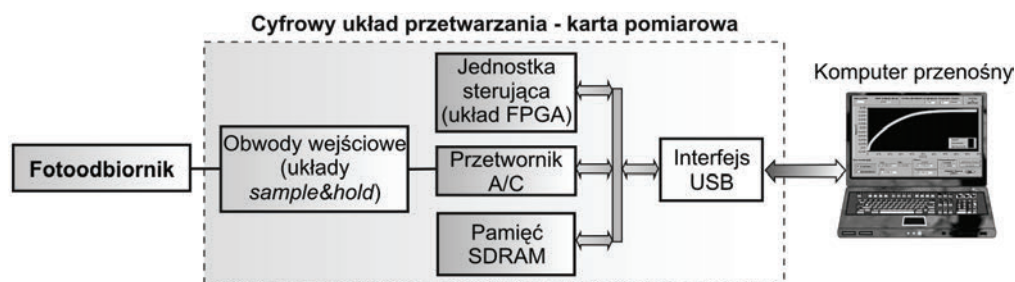 Cyfrowy układ przetwarzania - karta pomiarowa
Fotoodbiornik
Obwody wejściowe
(układy
sample&hold)
Jednostka
sterująca
(układ FPGA)
Przetwornik
A/C
Pamięć
SDRAM
Interfejs
USB
Komputer przenośny